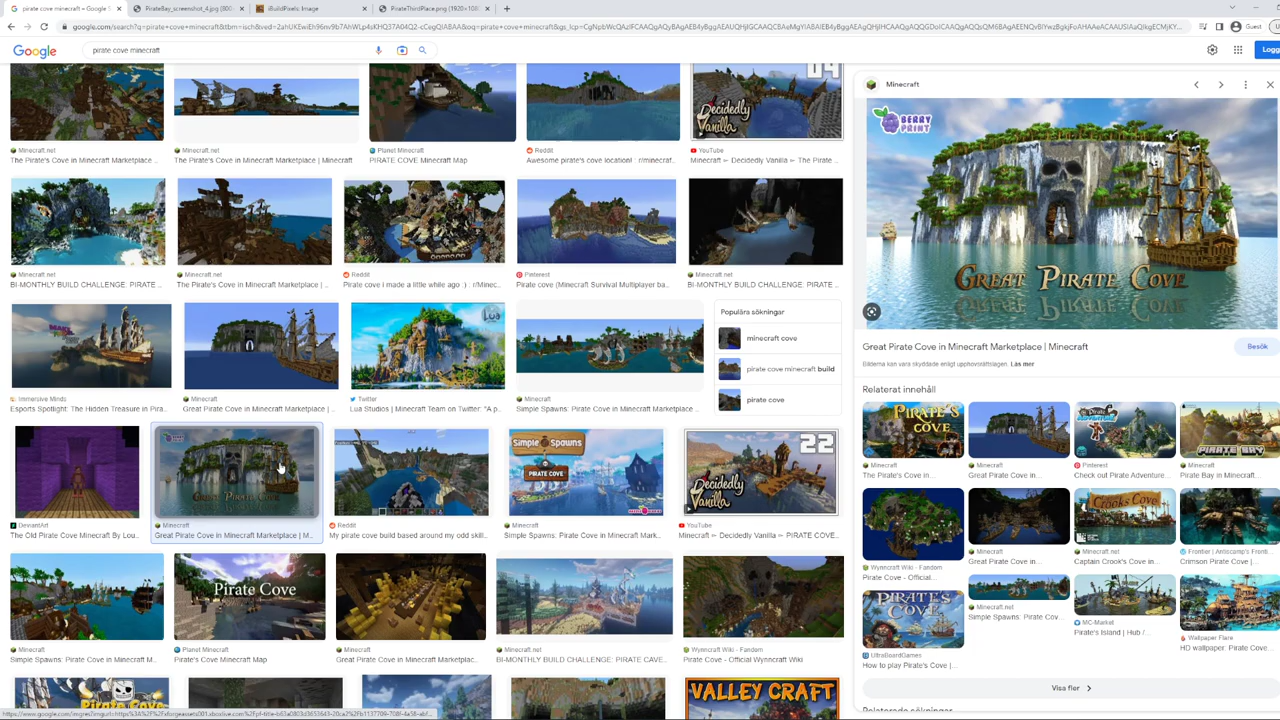 pirate cove minecraft - Google S
PirateBay_screenshot_4.jpg (800×
iBuildPixels: Image
PirateThirdPlace.png (1920×108
Guest
Google
pirate cove minecraft
Logg
Minecraft.net
The Pirate's Cove in Minecraft Marketplace ...
Minecraft.net
The Pirate's Cove in Minecraft Marketplace | Minecraft
Planet Minecraft
PIRATE COVE Minecraft Map
Reddit
Awesome pirate's cove location! : r/minecraf...
DECIDEDLY VANILLA
YouTube
Minecraft ► Decidedly Vanilla ► The Pirate ...
Minecraft.net
BI-MONTHLY BUILD CHALLENGE: PIRATE ...
Minecraft.net
The Pirate's Cove in Minecraft Marketplace | ...
Reddit
Pirate cove i made a little while ago :) : r/Minec...
Pinterest
Pirate cove (Minecraft Survival Multiplayer ba...
Minecraft.net
BI-MONTHLY BUILD CHALLENGE: PIRATE ...
Immersive Minds
Esports Spotlight: The Hidden Treasure in Pira...
Minecraft
Great Pirate Cove in Minecraft Marketplace | ...
Lua
Twitter
Lua Studios | Minecraft Team on Twitter: "A p...
Minecraft
Simple Spawns: Pirate Cove in Minecraft Marketplace ...
Populära sökningar
minecraft cove
pirate cove minecraft build
pirate cove
DeviantArt
The Old Pirate Cove Minecraft By Lou...
GREAT PIRATE COVE
Minecraft
Great Pirate Cove in Minecraft Marketplace | M...
Reddit
My pirate cove build based around my odd skill...
Simple Spawns
PIRATE COVE
Minecraft
Simple Spawns: Pirate Cove in Minecraft Mark...
22
DECIDEDLY VANILLA
YouTube
Minecraft ► Decidedly Vanilla ► PIRATE COVE...
Minecraft
Simple Spawns: Pirate Cove in Minecraft M...
Pirate Cove
Planet Minecraft
Pirate's Cove Minecraft Map
Minecraft
Great Pirate Cove in Minecraft Marketplac...
Minecraft.net
BI-MONTHLY BUILD CHALLENGE: PIRATE CAVE...
Wynncraft Wiki - Fandom
Pirate Cove - Official Wynncraft Wiki
Pirate Cove
VALLEY CRAFT
Minecraft
BERRY PRINT
GREAT PIRATE COVE
Great Pirate Cove in Minecraft Marketplace | Minecraft
Besök
Bilderna kan vara skyddade enligt upphovsrättslagen. Läs mer
Relaterat innehåll
PIRATE'S COVE
Minecraft
The Pirate's Cove in...
Minecraft
Great Pirate Cove in...
Pinterest
Check out Pirate Adventure...
PIRATE BAY
Minecraft
Pirate Bay in Minecraft...
Wynncraft Wiki - Fandom
Pirate Cove - Official...
Minecraft
Great Pirate Cove in...
Minecraft.net
Captain Crook's Cove in...
Frontier | Anticcamp's Fronti...
Crimson Pirate Cove | ...
PIRATE'S COVE
UltraBoardGames
How to play Pirate's Cove | ...
Minecraft.net
Simple Spawns: Pirate Cov...
MC-Market
Pirate's Island | Hub /...
Wallpaper Flare
HD wallpaper: Pirate Cove...
Visa fler